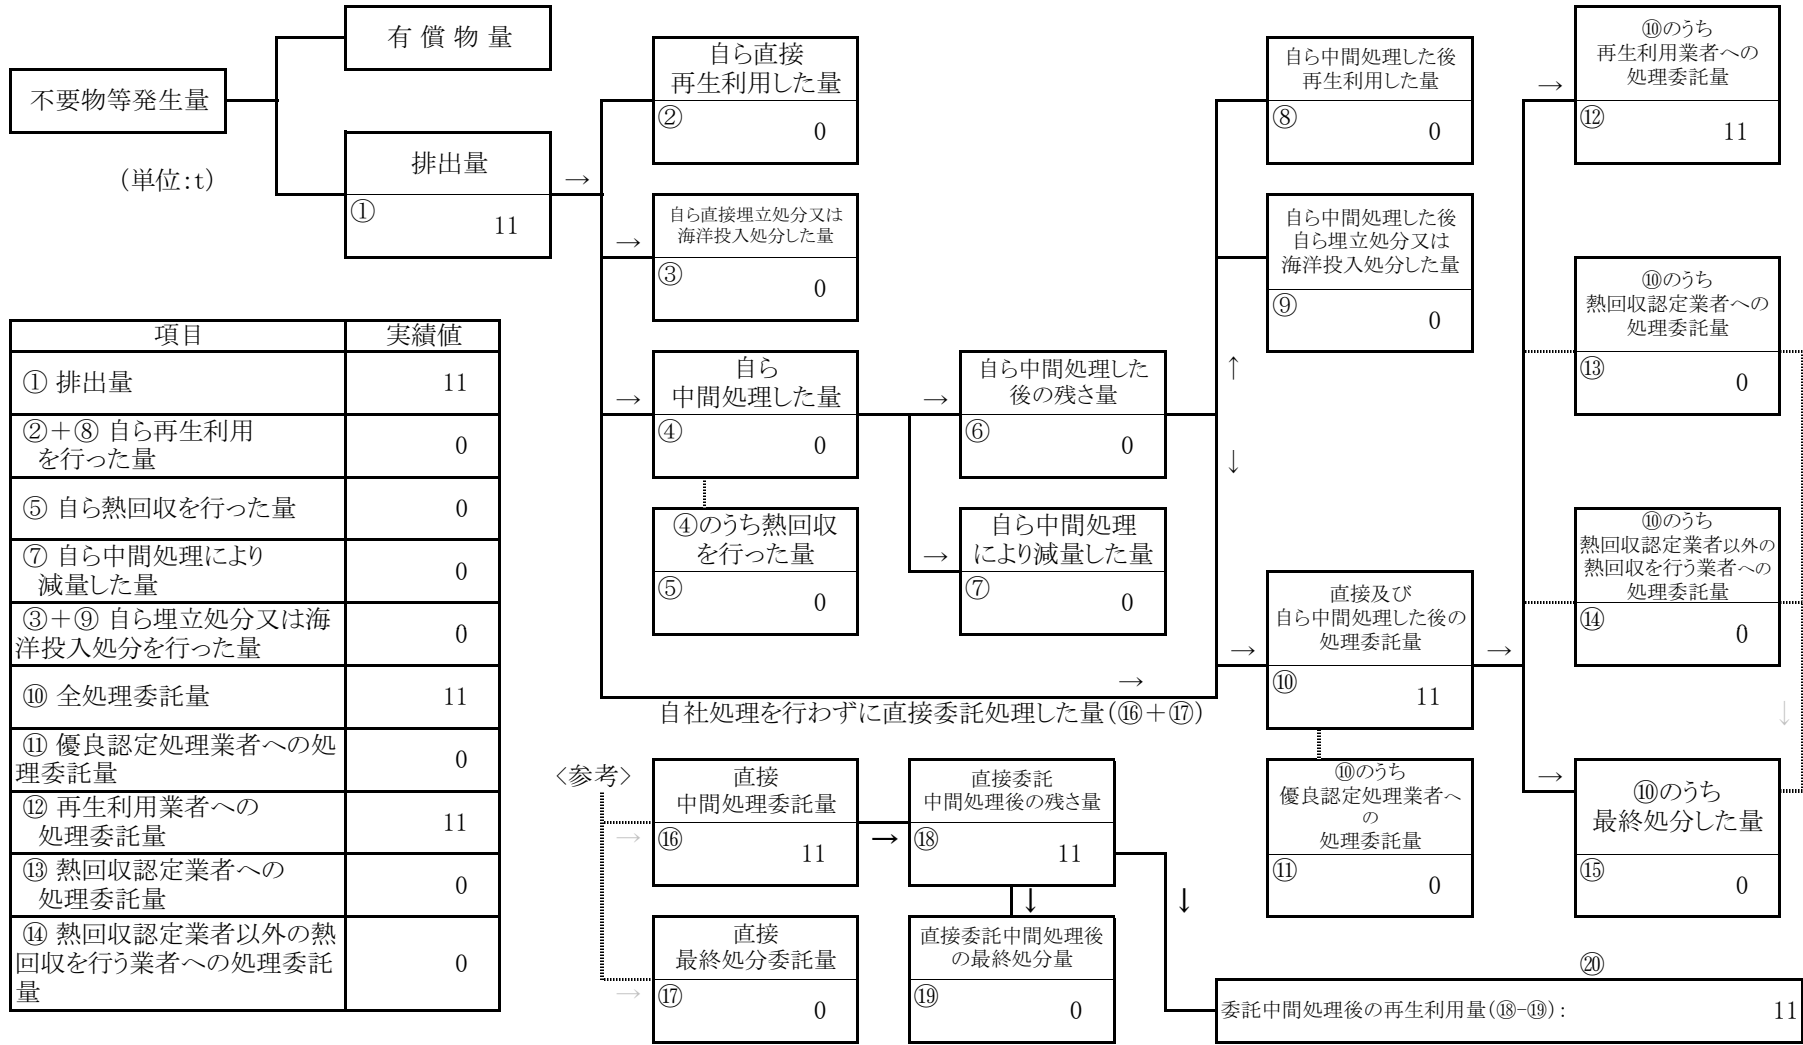 有 償 物 量
不要物等発生量
(単位:t)
排出量
①
11
→
自ら直接
再生利用した量
②
0
→
自ら直接埋立処分又は
海洋投入処分した量
③
0
→
自ら
中間処理した量
④
0
④のうち熱回収
を行った量
⑤
0
→
自ら中間処理した
後の残さ量
⑥
0
→
自ら中間処理
により減量した量
⑦
0
↑
↓
自ら中間処理した後
再生利用した量
⑧
0
自ら中間処理した後
自ら埋立処分又は
海洋投入処分した量
⑨
0
→
自社処理を行わずに直接委託処理した量(⑯+⑰)
→
直接及び
自ら中間処理した後の
処理委託量
⑩
11
⑩のうち
優良認定処理業者へ
の
処理委託量
⑪
0
→
→
⑩のうち
再生利用業者への
処理委託量
⑫
11
⑩のうち
熱回収認定業者への
処理委託量
⑬
0
⑩のうち
熱回収認定業者以外の
熱回収を行う業者への
処理委託量
⑭
0
↓
→
⑩のうち
最終処分した量
⑮
0
項目 実績値
① 排出量 11
②+⑧ 自ら再生利用
を行った量 0
⑤ 自ら熱回収を行った量 0
⑦ 自ら中間処理により
減量した量 0
③+⑨ 自ら埋立処分又は海
洋投入処分を行った量 0
⑩ 全処理委託量 11
⑪ 優良認定処理業者への処
理委託量 0
⑫ 再生利用業者への
処理委託量 11
⑬ 熱回収認定業者への
処理委託量 0
⑭ 熱回収認定業者以外の熱
回収を行う業者への処理委託
量 0
〈参考〉
→
直接
中間処理委託量
⑯
11
→
直接委託
中間処理後の残さ量
⑱
11
↓
↓
→
直接
最終処分委託量
⑰
0
直接委託中間処理後
の最終処分量
⑲
0
⑳
委託中間処理後の再生利用量(⑱-⑲): 11